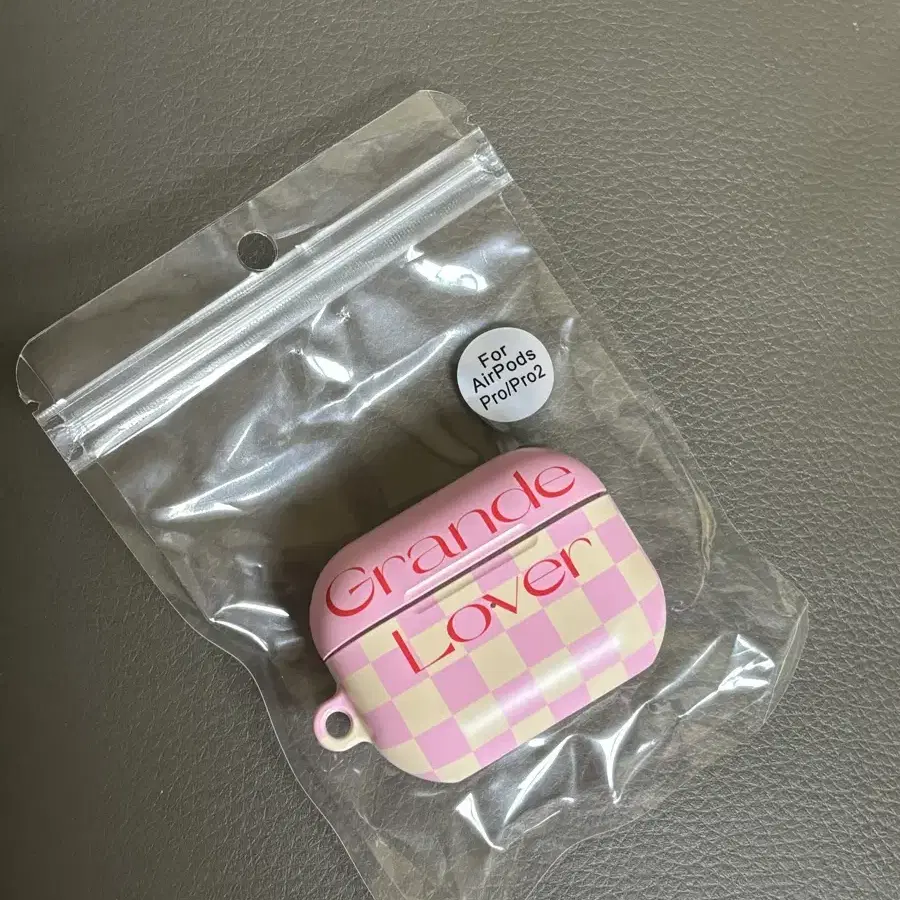 For
AirPods
Pro/Pro2
Grande
Lover